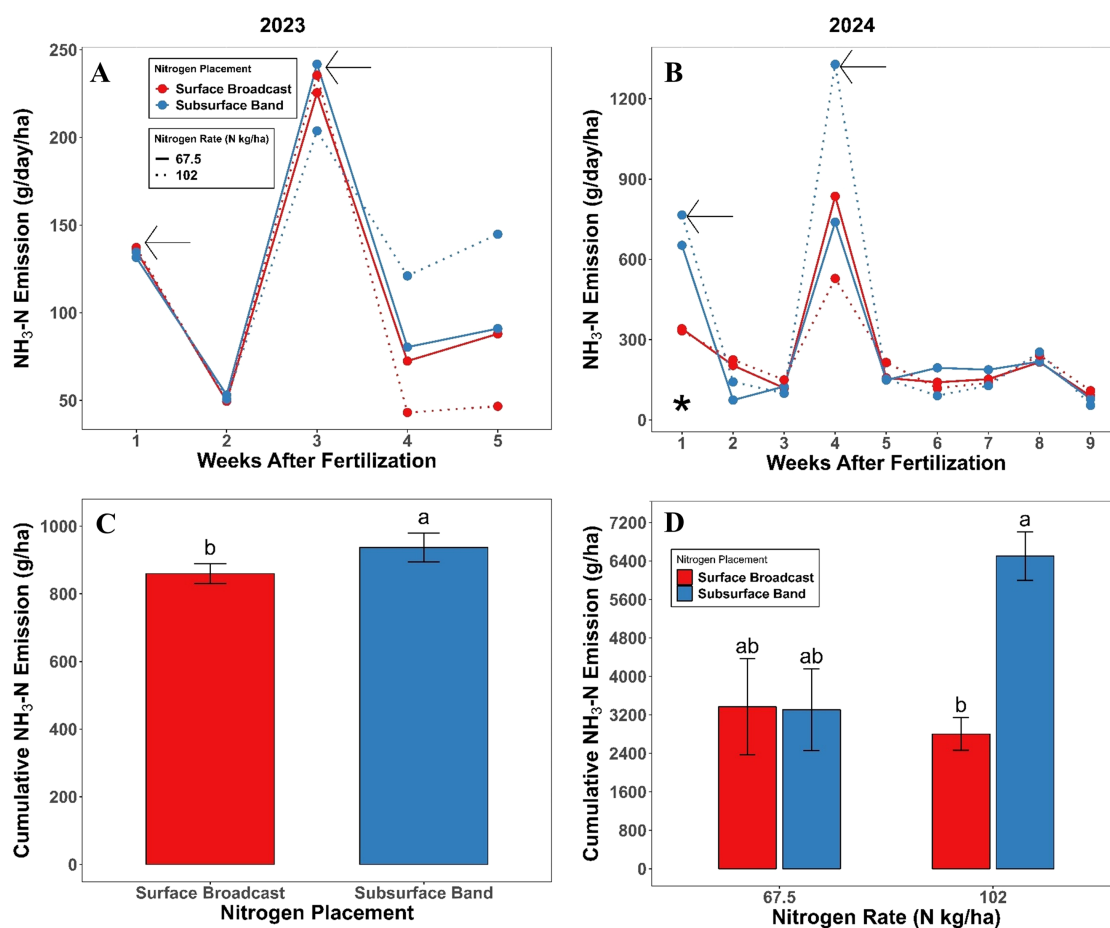 2023
2024
A
Nitrogen Placement
Surface Broadcast
Subsurface Band
Nitrogen Rate (N kg/ha)
67.5
102
NH₃-N Emission (g/day/ha)
250
200
150
100
50
1 2 3 4 5
Weeks After Fertilization
B
NH₃-N Emission (g/day/ha)
1200
900
600
300
0
*
1 2 3 4 5 6 7 8 9
Weeks After Fertilization
C
Cumulative NH₃-N Emission (g/ha)
1000
800
600
400
200
0
b
a
Surface Broadcast Subsurface Band
Nitrogen Placement
D
Nitrogen Placement
Surface Broadcast
Subsurface Band
Cumulative NH₃-N Emission (g/ha)
7200
6400
5600
4800
4000
3200
2400
1600
800
0
ab
ab
b
a
67.5 102
Nitrogen Rate (N kg/ha)